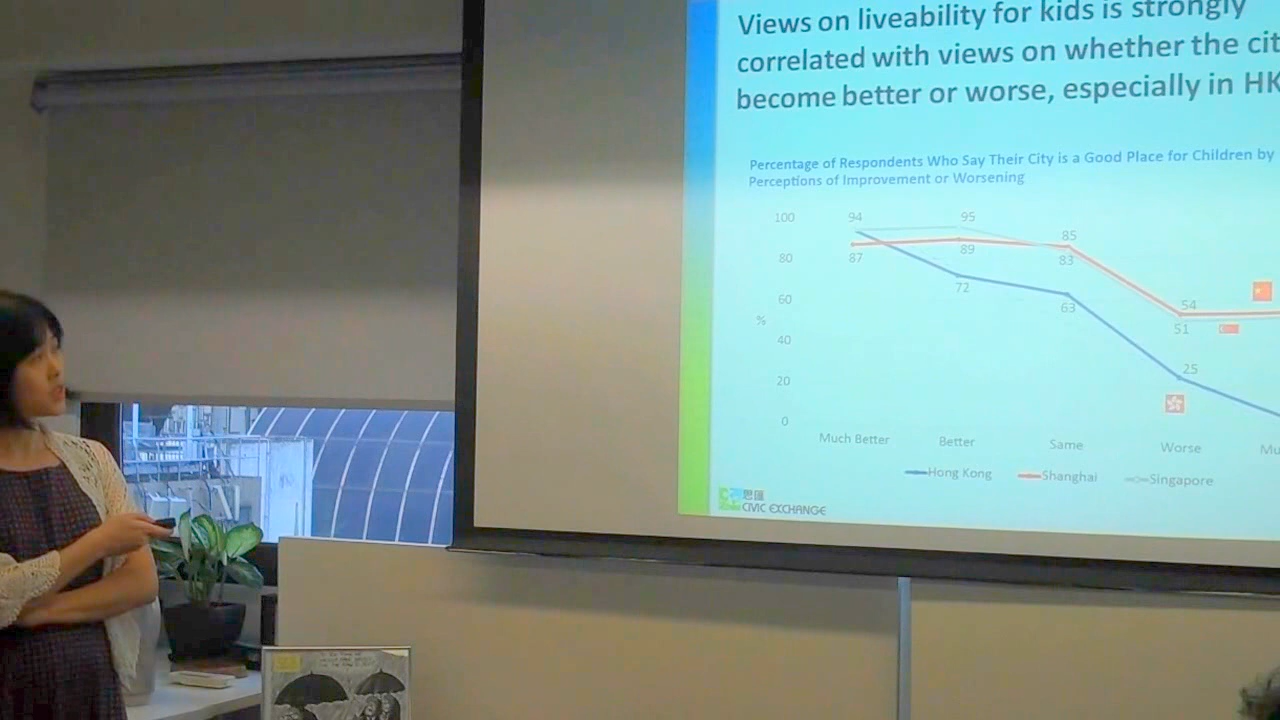 Views on liveability for kids is strongly
correlated with views on whether the cit
become better or worse, especially in HK
Percentage of Respondents Who Say Their City is a Good Place for Children by
Perceptions of Improvement or Worsening
100
80
60
%
40
20
0
94
95
85
87
89
83
72
63
54
51
25
Much Better
Better
Same
Worse
Mu
Hong Kong
Shanghai
Singapore
思匯
CIVIC EXCHANGE